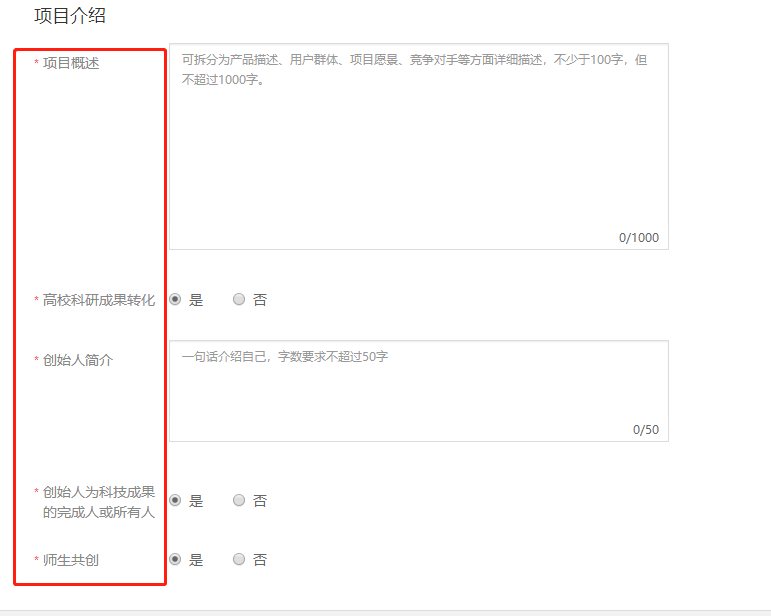 项目介绍
* 项目概述
可拆分为产品描述、用户群体、项目愿景、竞争对手等方面详细描述，不少于100字，但
不超过1000字。
0/1000
* 高校科研成果转化 是 否
* 创始人简介
一句话介绍自己，字数要求不超过50字
0/50
* 创始人为科技成果
的完成人或所有人 是 否
* 师生共创 是 否